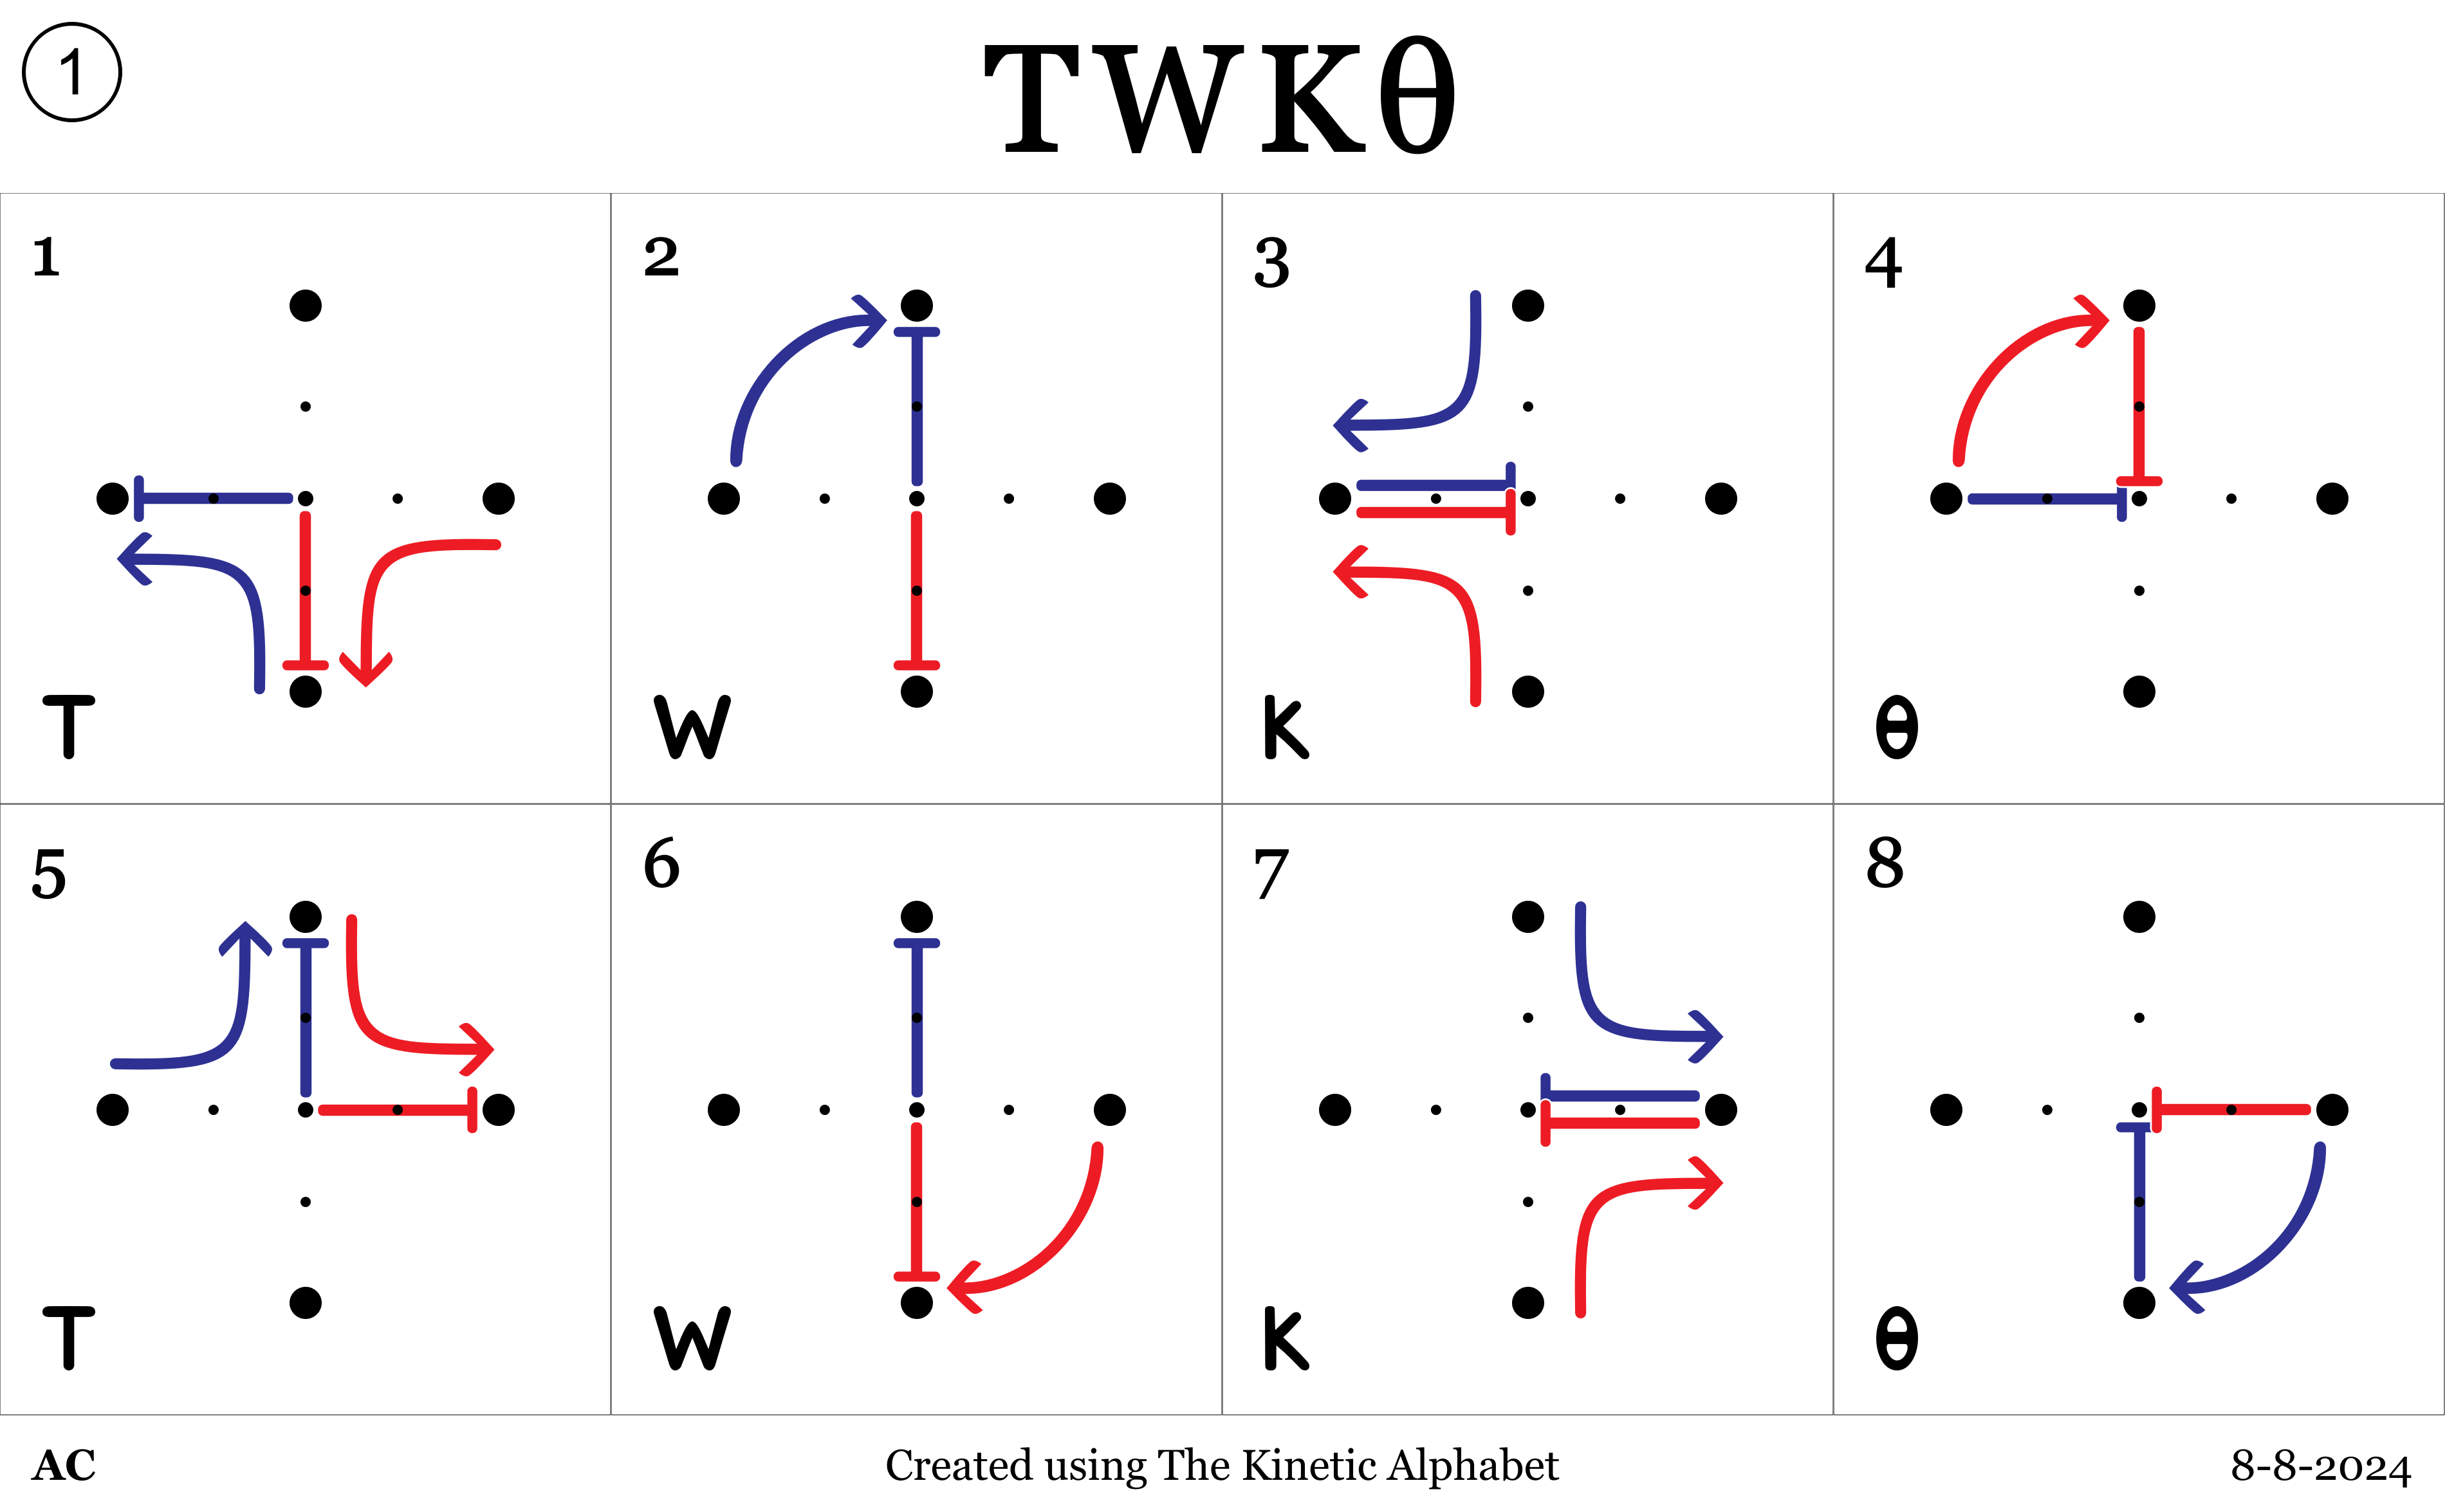 1
TWKθ
1
2
3
4
T
W
K
θ
5
6
7
8
T
W
K
θ
AC
Created using The Kinetic Alphabet
8-8-2024